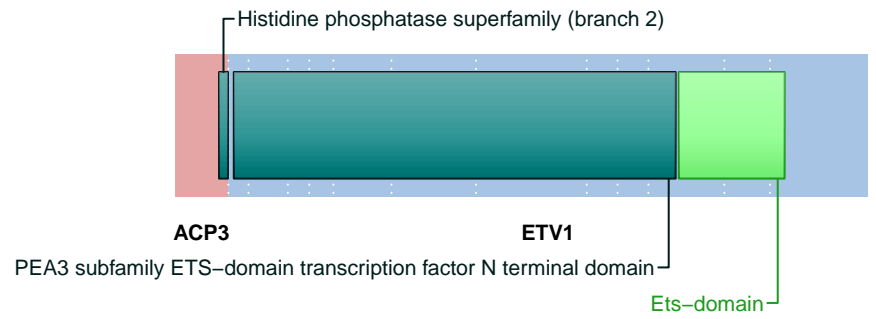 Histidine phosphatase superfamily (branch 2)
ACP3 ETV1
PEA3 subfamily ETS−domain transcription factor N terminal domain
Ets−domain